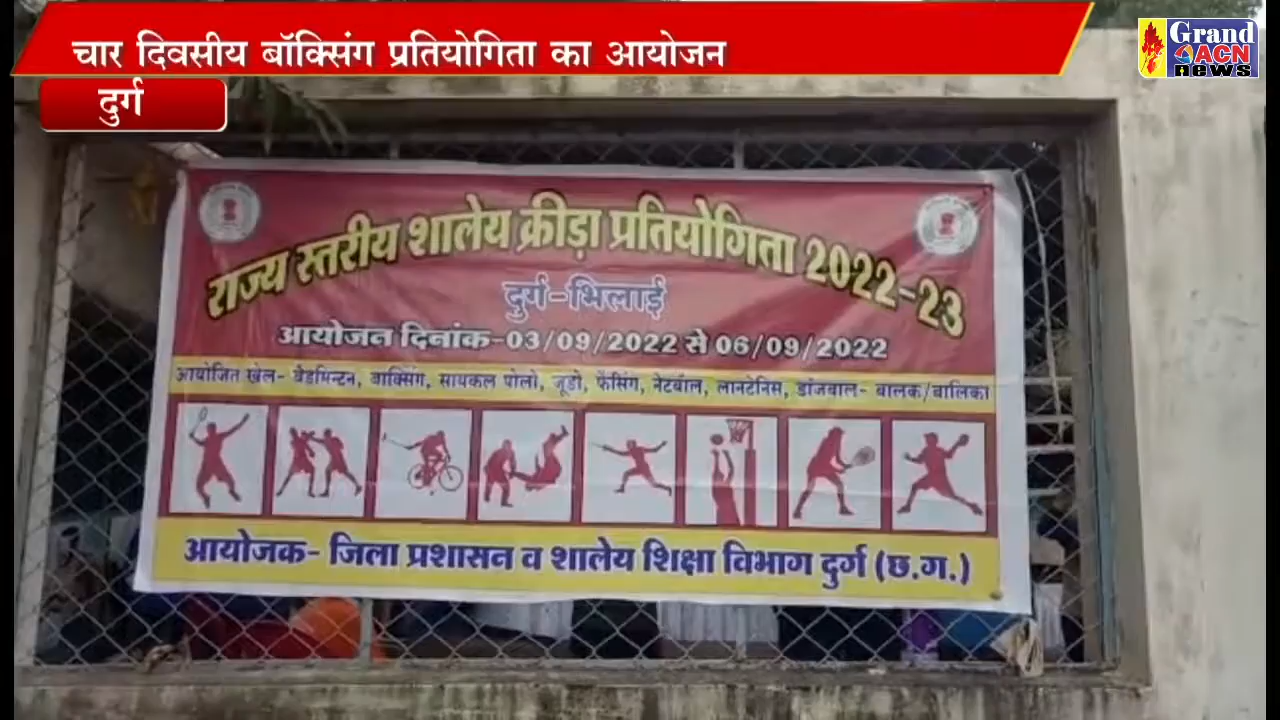 चार दिवसीय बॉक्सिंग प्रतियोगिता का आयोजन
दुर्ग
Grand
ACN
news
राज्य स्तरीय शालेय क्रीड़ा प्रतियोगिता 2022-23
दुर्ग-भिलाई
आयोजन दिनांक-03/09/2022 से 06/09/2022
आयोजित खेल- बैडमिन्टन, बाक्सिंग, सायकल पोलो, जूडो, फेंसिंग, नेटबॉल, लानटेनिस, डॉजबाल- बालक/बालिका
आयोजक- जिला प्रशासन व शालेय शिक्षा विभाग दुर्ग (छ.ग.)